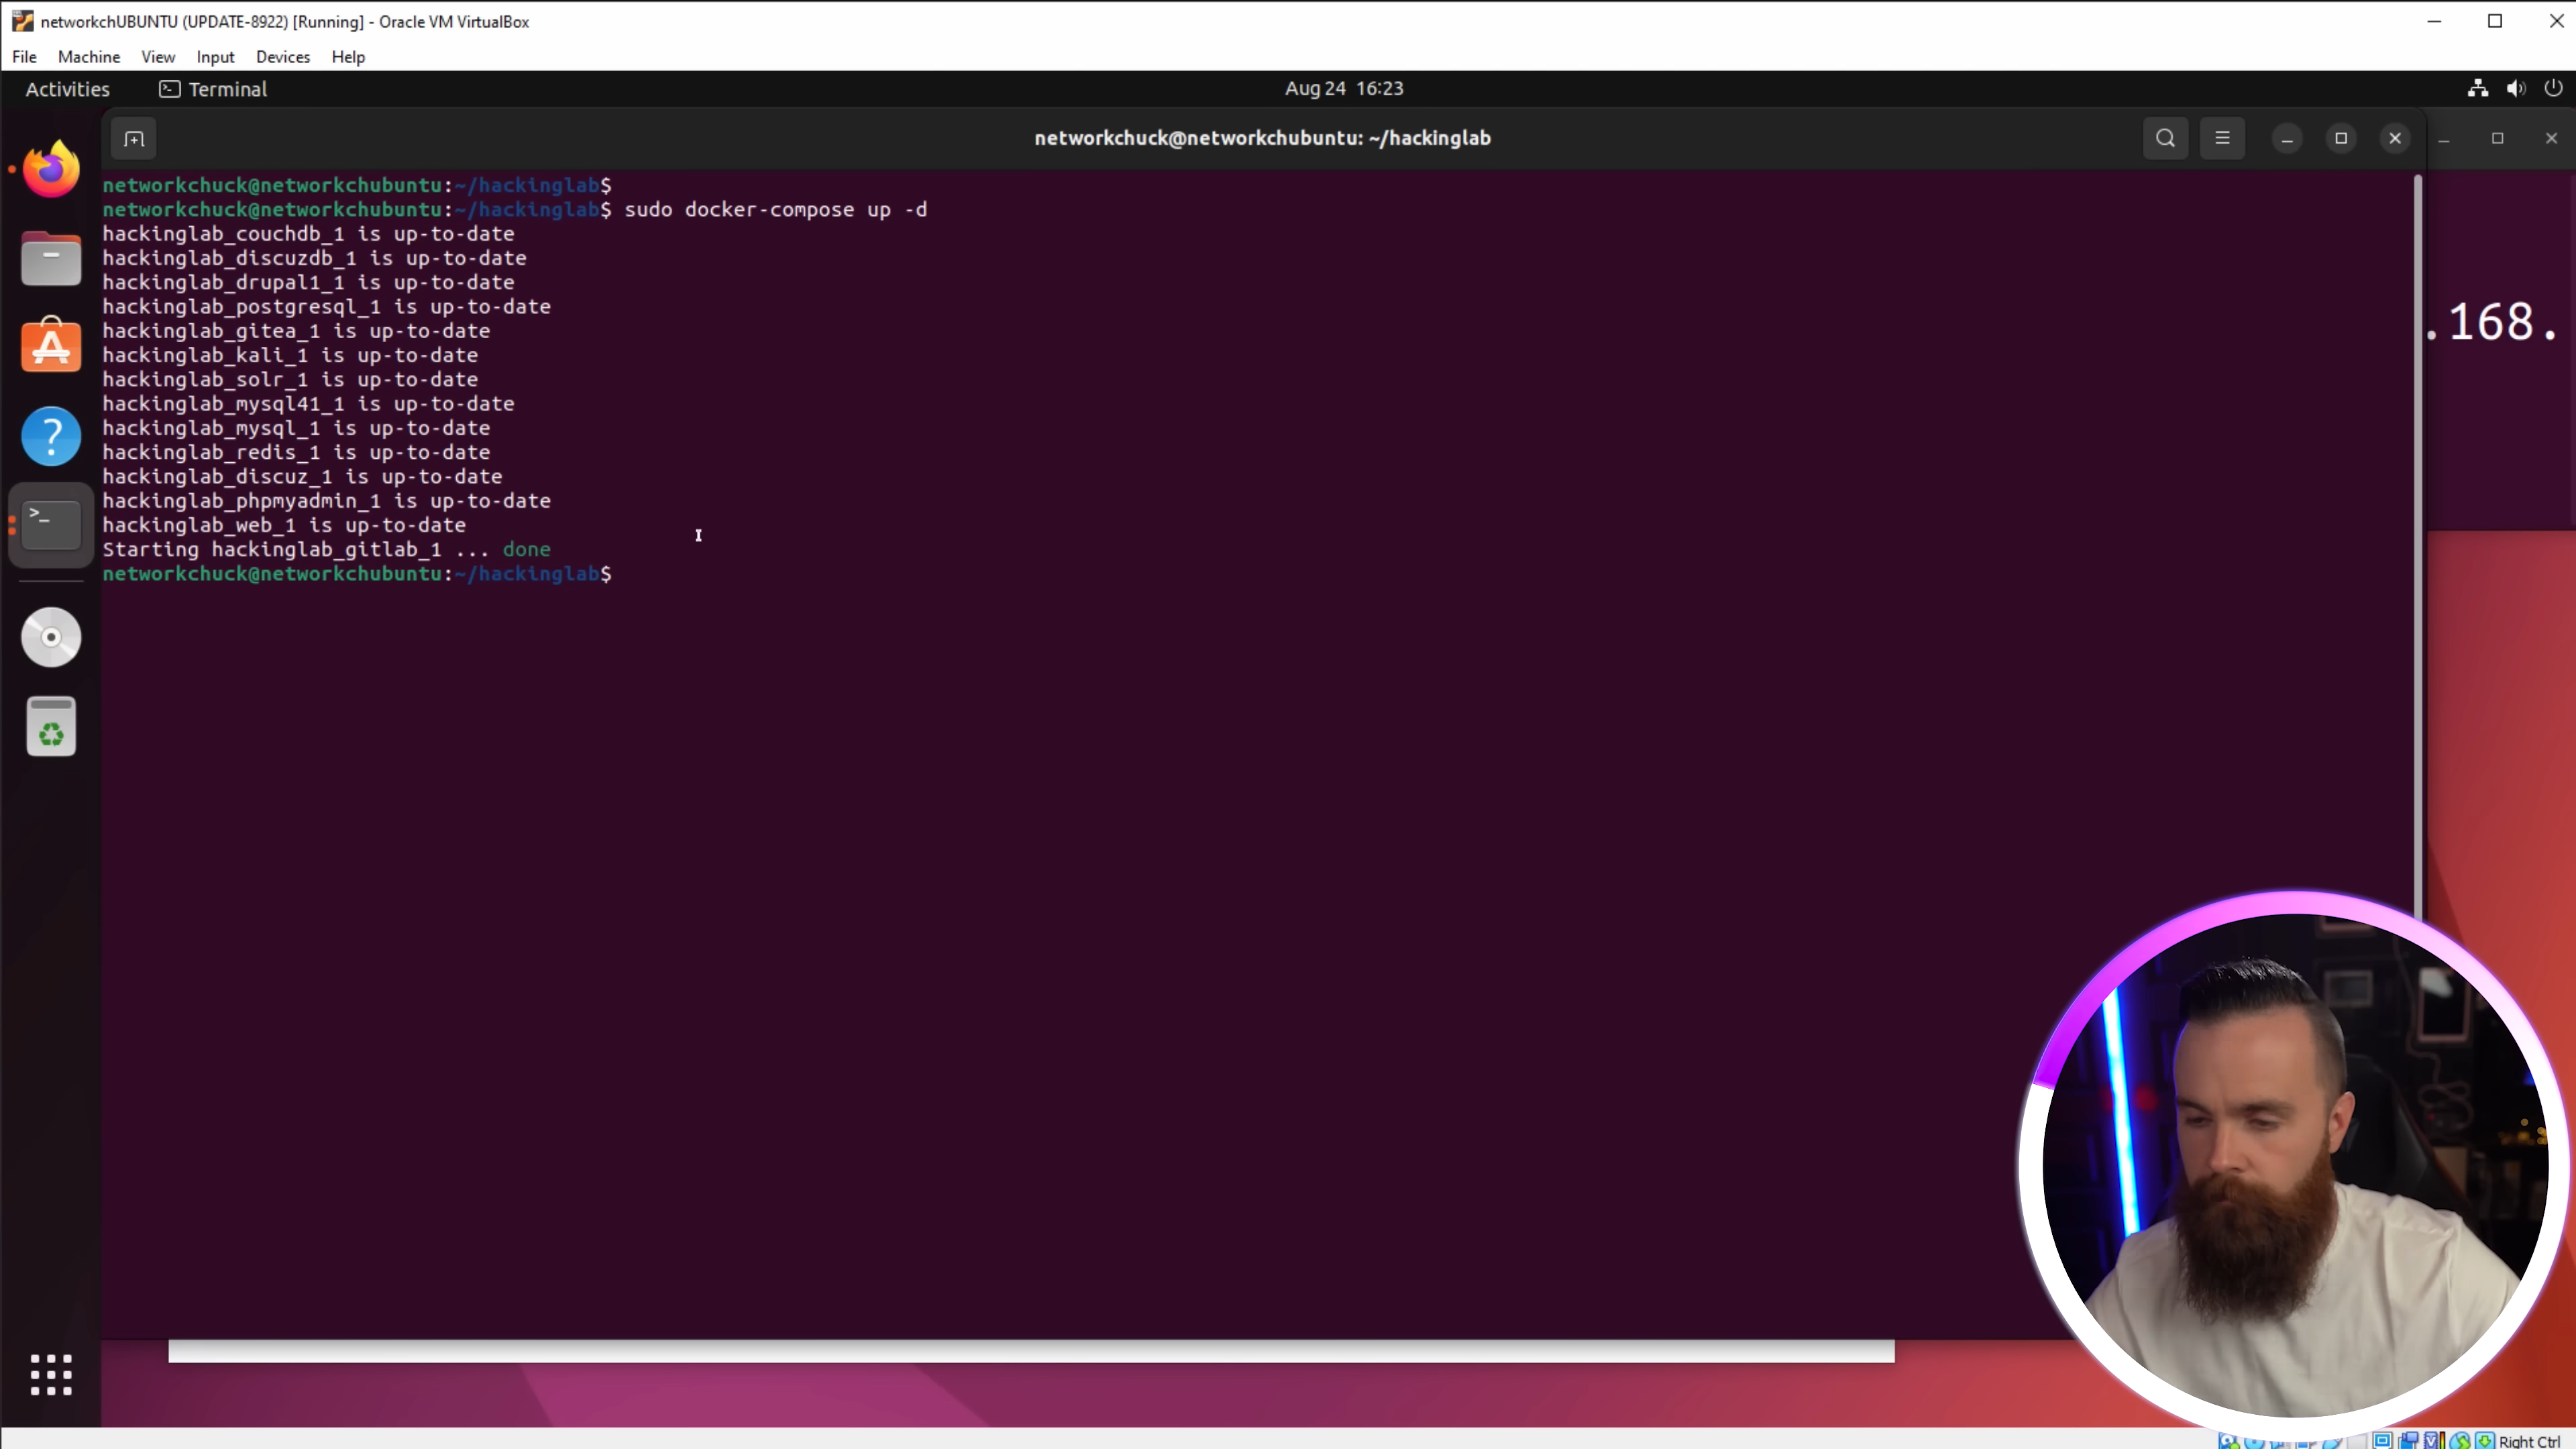 networkchUBUNTU (UPDATE-8922) [Running] - Oracle VM VirtualBox
File Machine View Input Devices Help
Activities Terminal Aug 24 16:23
networkchuck@networkchubuntu: ~/hackinglab
networkchuck@networkchubuntu:~/hackinglab$
networkchuck@networkchubuntu:~/hackinglab$ sudo docker-compose up -d
hackinglab_couchdb_1 is up-to-date
hackinglab_discuzdb_1 is up-to-date
hackinglab_drupal1_1 is up-to-date
hackinglab_postgresql_1 is up-to-date
hackinglab_gitea_1 is up-to-date
.168.
hackinglab_kali_1 is up-to-date
hackinglab_solr_1 is up-to-date
hackinglab_mysql41_1 is up-to-date
hackinglab_mysql_1 is up-to-date
hackinglab_redis_1 is up-to-date
hackinglab_discuz_1 is up-to-date
hackinglab_phpmyadmin_1 is up-to-date
hackinglab_web_1 is up-to-date
Starting hackinglab_gitlab_1 ... done
networkchuck@networkchubuntu:~/hackinglab$
Right Ctrl